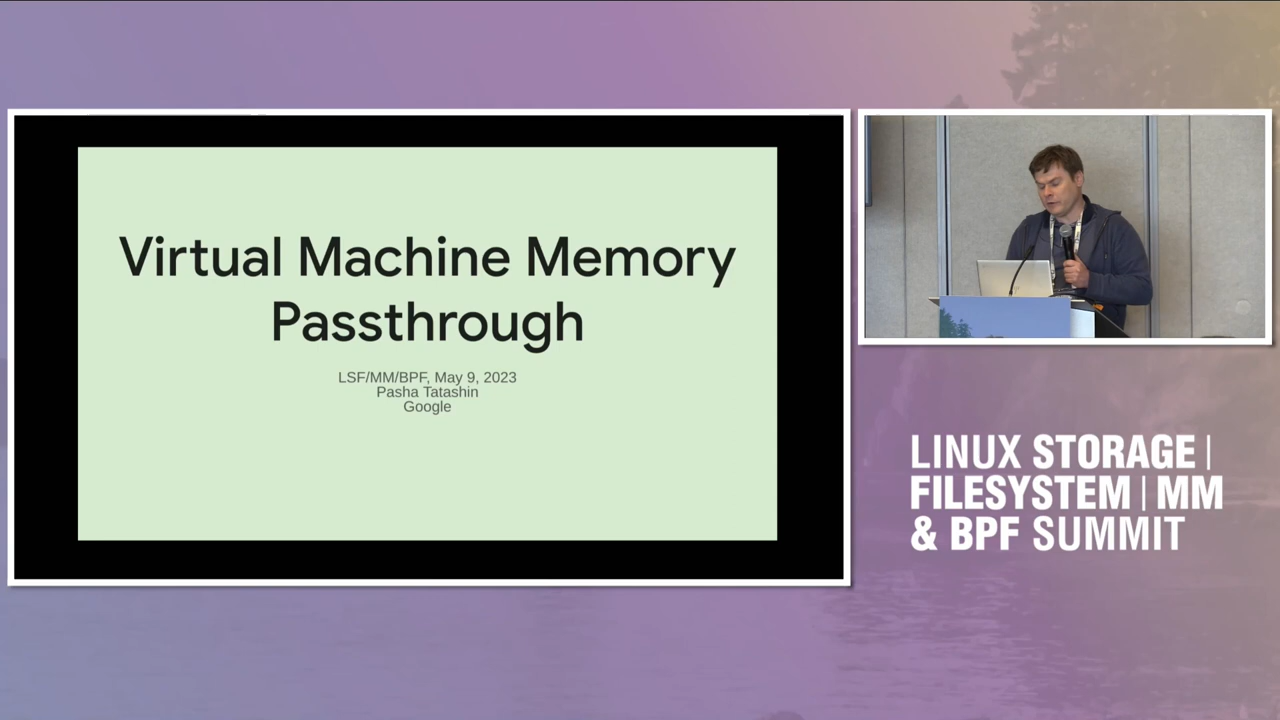 Virtual Machine Memory
Passthrough
LSF/MM/BPF, May 9, 2023
Pasha Tatashin
Google
LINUX STORAGE |
FILESYSTEM | MM
& BPF SUMMIT